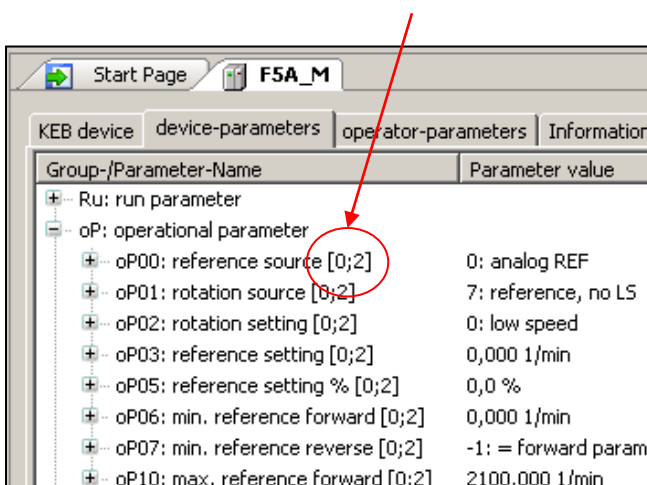 Start Page F5A_M
KEB device device-parameters operator-parameters Information
Group-/Parameter-Name Parameter value
Ru: run parameter
oP: operational parameter
oP00: reference source [0;2] 0: analog REF
oP01: rotation source [0;2] 7: reference, no LS
oP02: rotation setting [0;2] 0: low speed
oP03: reference setting [0;2] 0,000 1/min
oP05: reference setting % [0;2] 0,0 %
oP06: min. reference forward [0;2] 0,000 1/min
oP07: min. reference reverse [0;2] -1: = forward param
oP10: max. reference forward [0;2] 2100,000 1/min